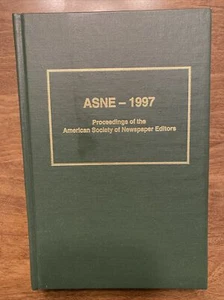 ASNE – 1997
Proceedings of the
American Society of Newspaper Editors